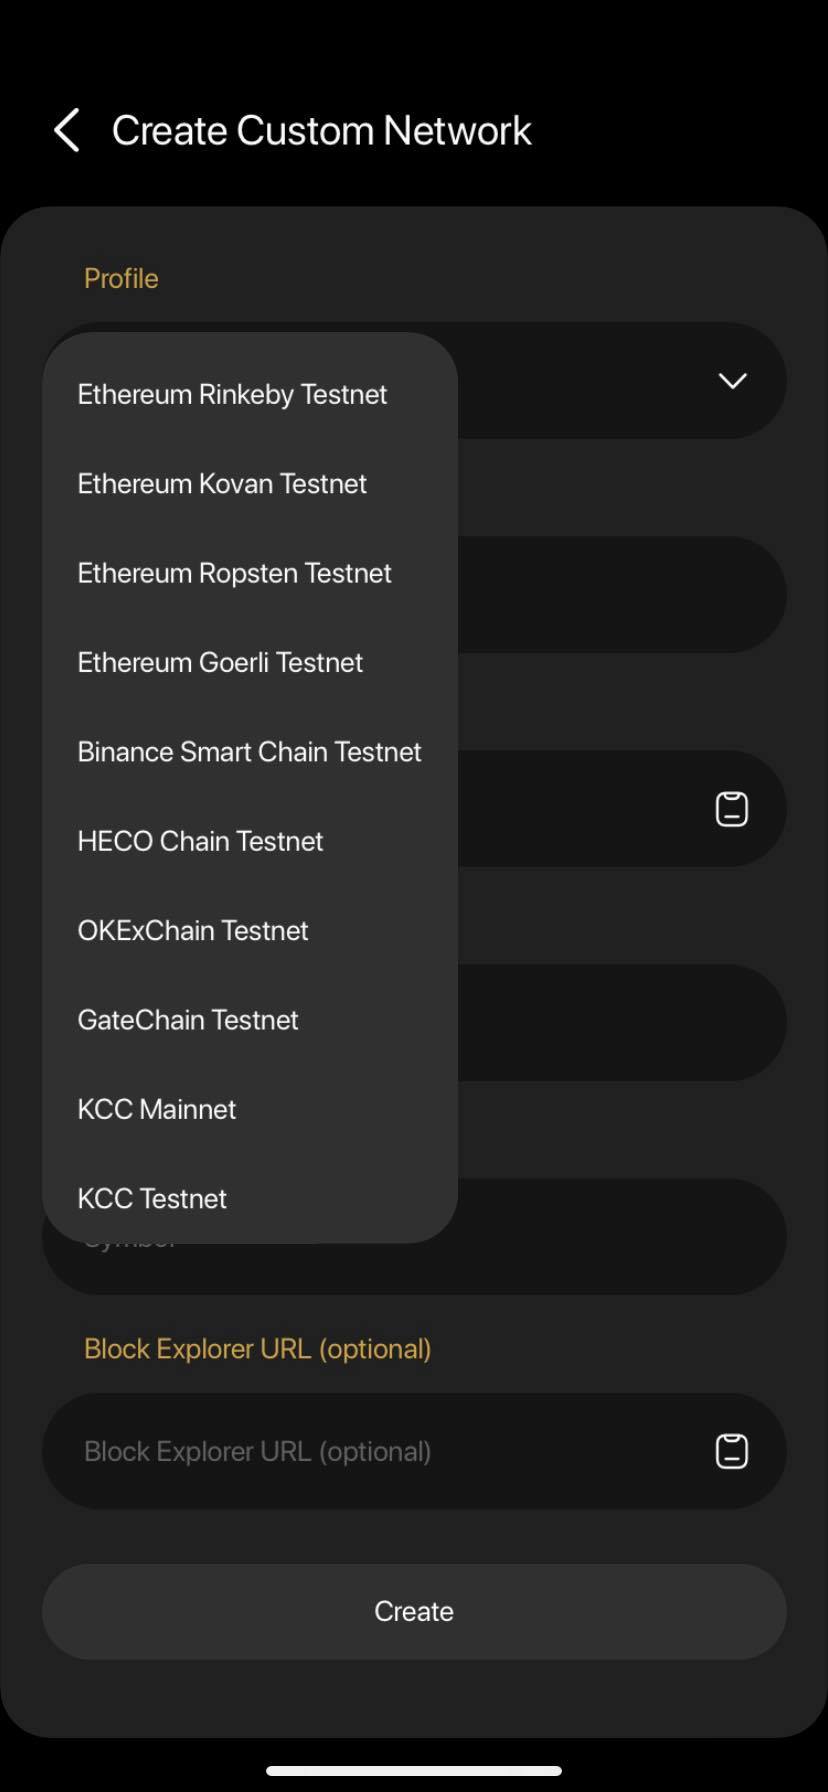 Create Custom Network
Profile
Ethereum Rinkeby Testnet
Ethereum Kovan Testnet
Ethereum Ropsten Testnet
Ethereum Goerli Testnet
Binance Smart Chain Testnet
HECO Chain Testnet
OKExChain Testnet
GateChain Testnet
KCC Mainnet
KCC Testnet
Block Explorer URL (optional)
Block Explorer URL (optional)
Create